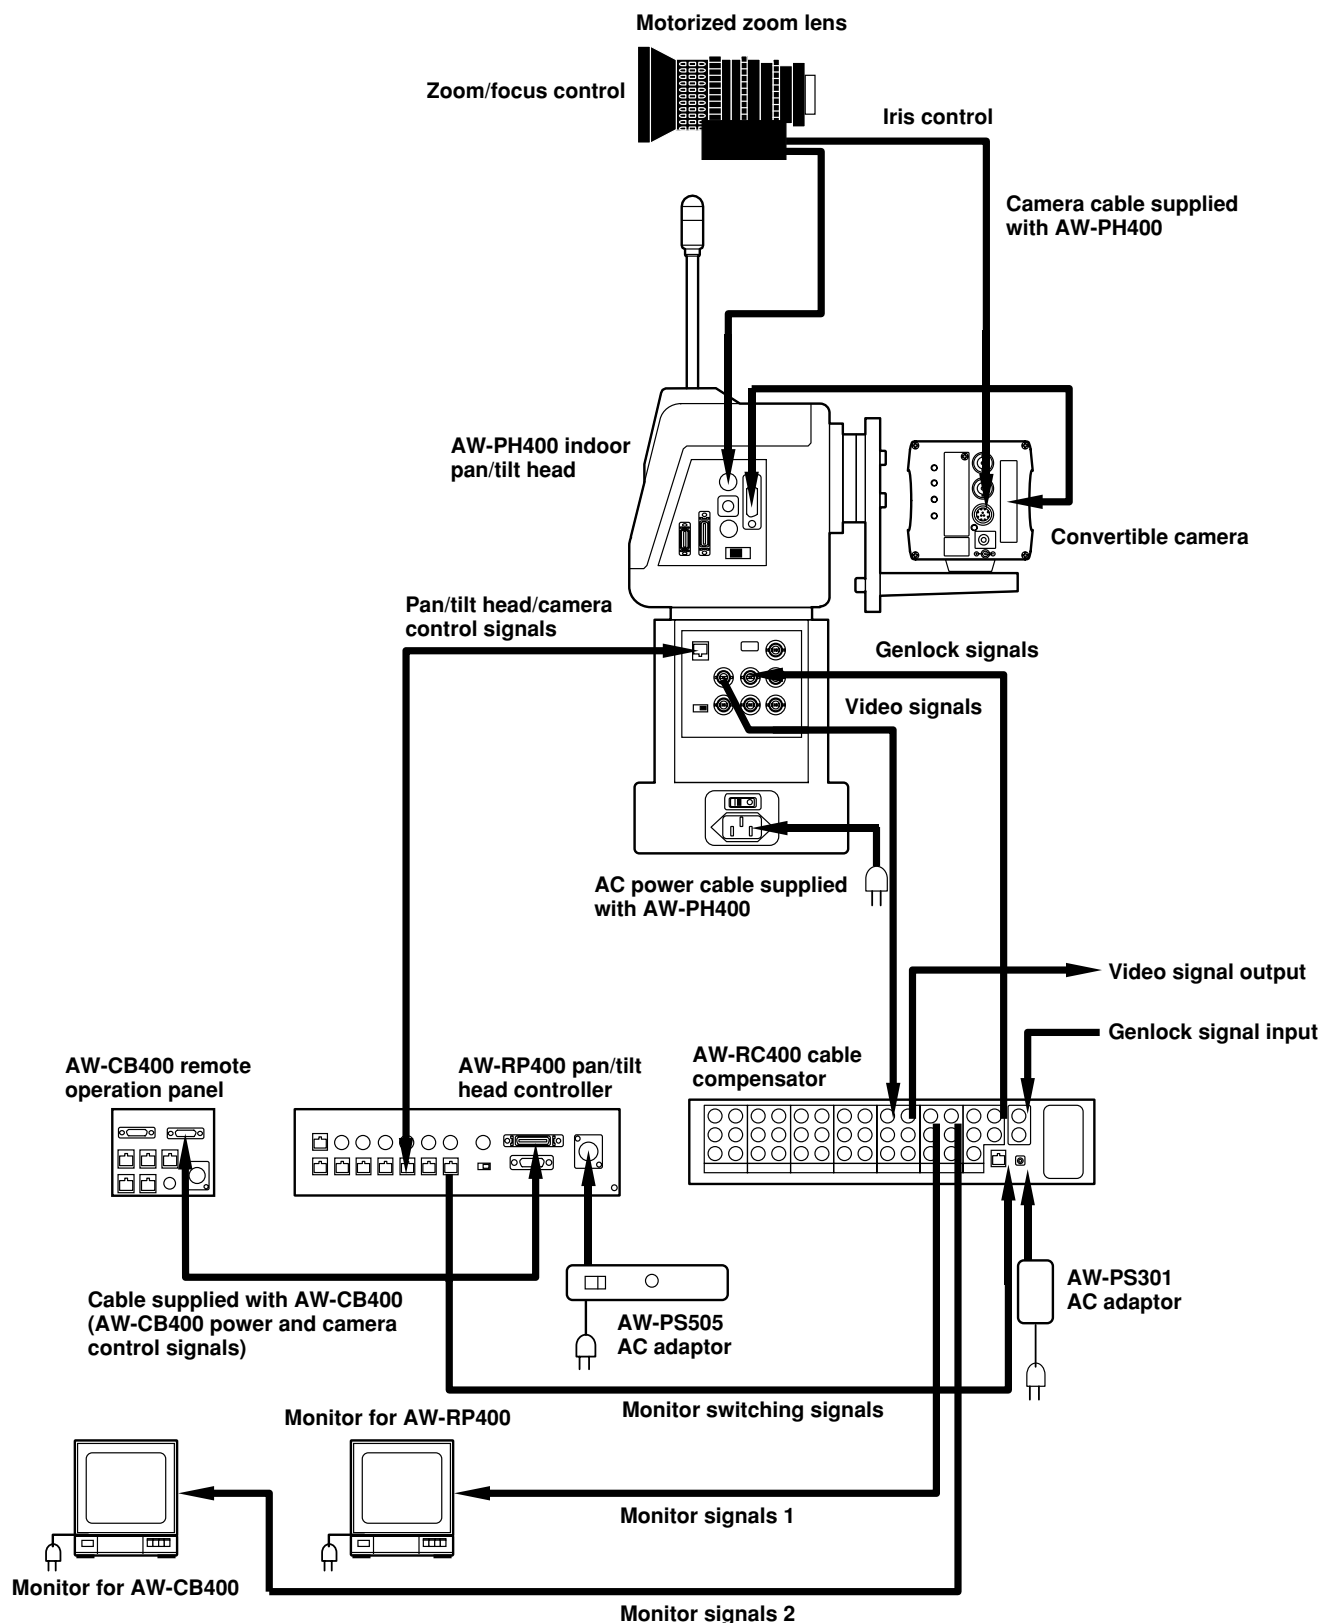 Motorized zoom lens
Zoom/focus control
Iris control
Camera cable supplied
with AW-PH400
AW-PH400 indoor
pan/tilt head
Convertible camera
Pan/tilt head/camera
control signals
Genlock signals
Video signals
AC power cable supplied
with AW-PH400
Video signal output
Genlock signal input
AW-CB400 remote
operation panel
AW-RP400 pan/tilt
head controller
AW-RC400 cable
compensator
Cable supplied with AW-CB400
(AW-CB400 power and camera
control signals)
AW-PS505
AC adaptor
AW-PS301
AC adaptor
Monitor switching signals
Monitor for AW-RP400
Monitor signals 1
Monitor for AW-CB400
Monitor signals 2